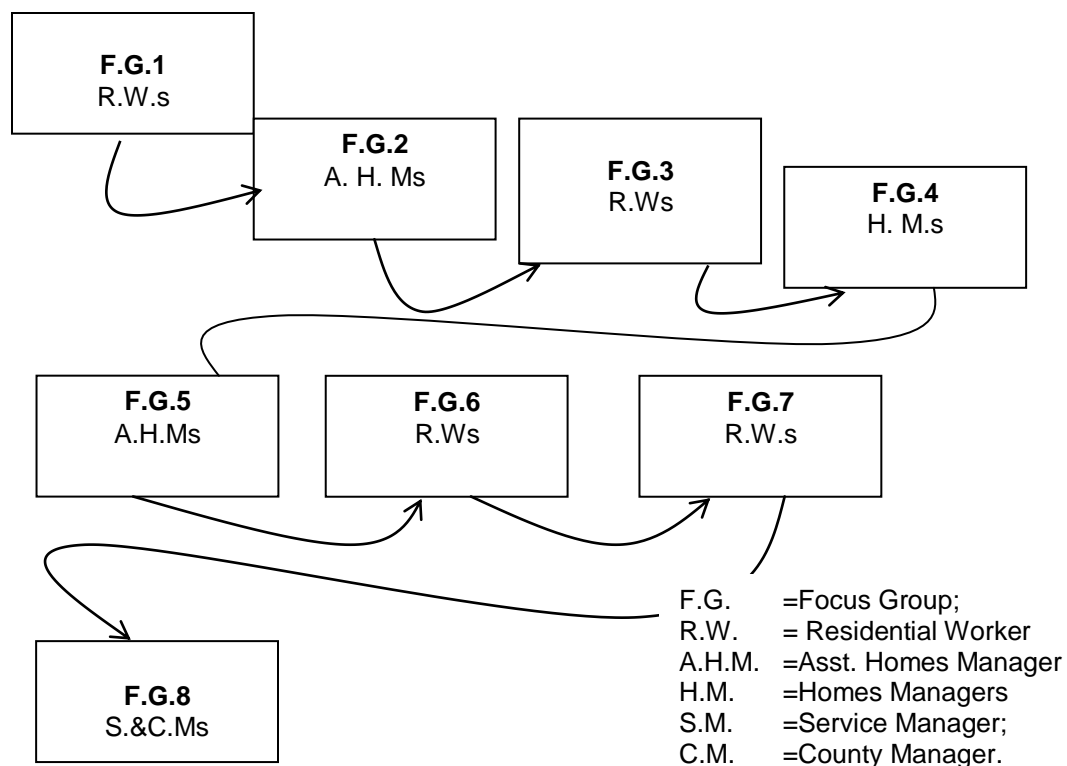 F.G.1
R.W.s
F.G.2
A. H. Ms
F.G.3
R.Ws
F.G.4
H. M.s
F.G.5
A.H.Ms
F.G.6
R.Ws
F.G.7
R.W.s
F.G.8
S.&C.Ms
F.G. =Focus Group;
R.W. = Residential Worker
A.H.M. =Asst. Homes Manager
H.M. =Homes Managers
S.M. =Service Manager;
C.M. =County Manager.